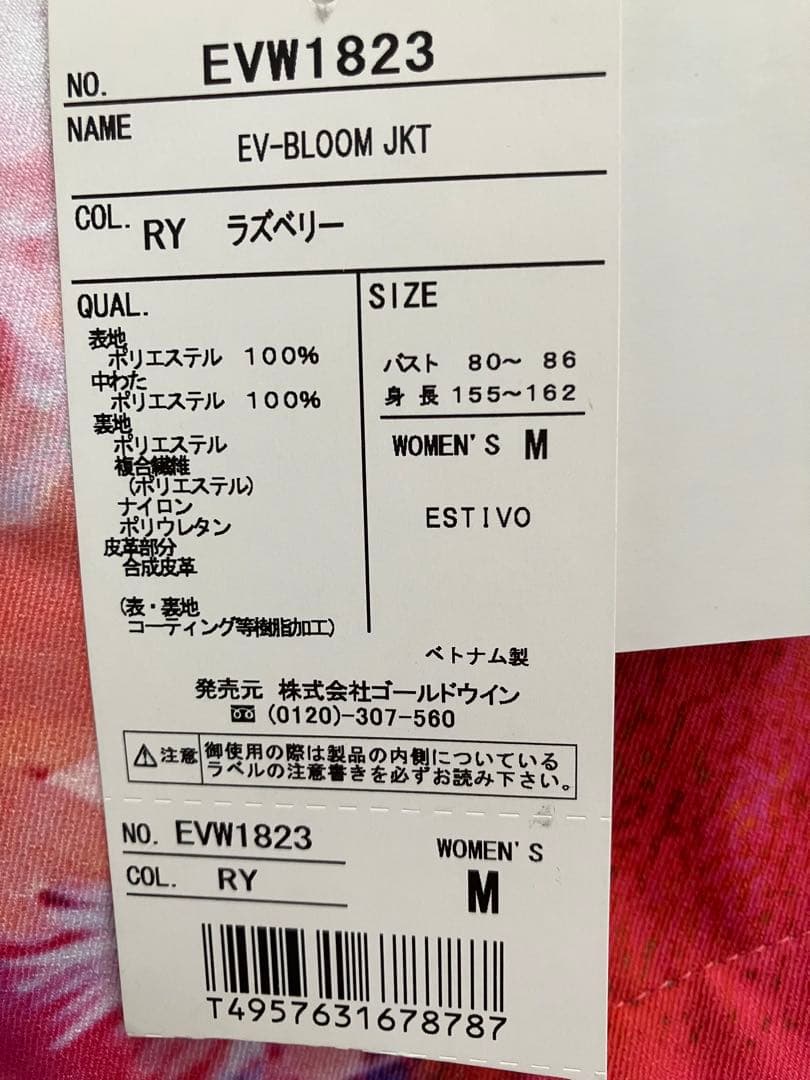 NO. EVW1823
NAME
EV-BLOOM JKT
COL. RY ラズベリー
QUAL.
表地
ポリエステル 100%
中わた
ポリエステル 100%
裏地
ポリエステル
複合繊維
(ポリエステル)
ナイロン
ポリウレタン
皮革部分
合成皮革
(表・裏地
コーティング等樹脂加工)
SIZE
バスト 80〜 86
身長 155〜162
WOMEN'S M
ESTIVO
ベトナム製
発売元 株式会社ゴールドウイン
(0120)-307-560
⚠注意 御使用の際は製品の内側についている
ラベルの注意書きを必ずお読み下さい。
NO. EVW1823
COL. RY
WOMEN'S
M
T4957631678787